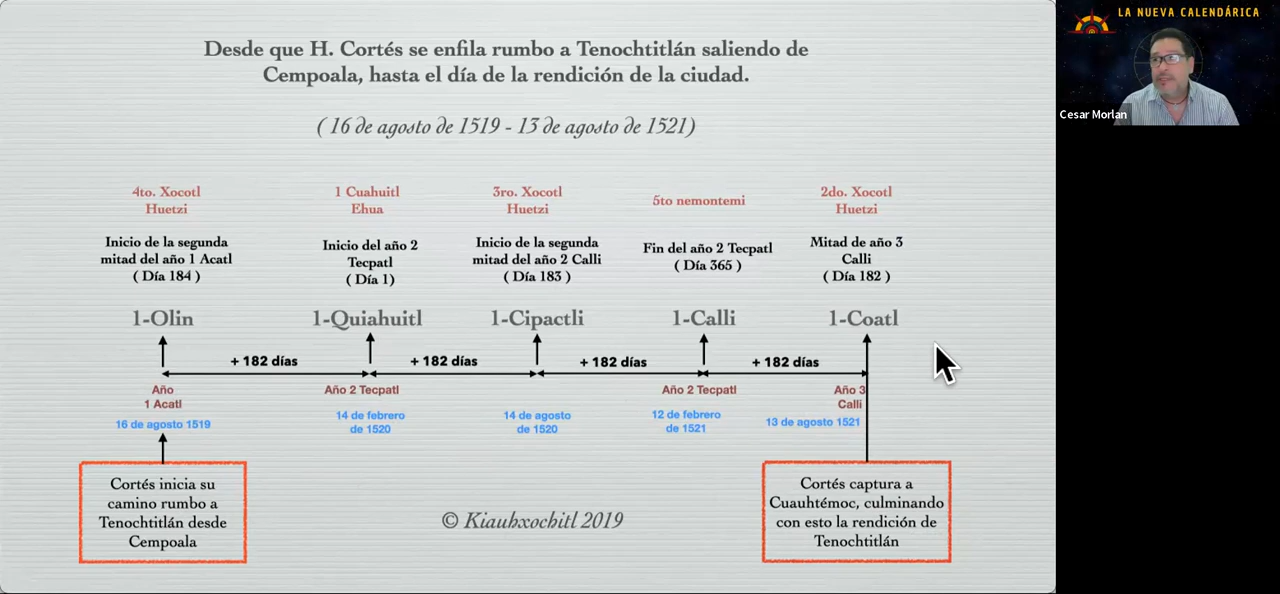 Desde que H. Cortés se enfila rumbo a Tenochtitlán saliendo de
Cempoala, hasta el día de la rendición de la ciudad.
( 16 de agosto de 1519 - 13 de agosto de 1521)
4to. Xocotl
Huetzi
Inicio de la segunda
mitad del año 1 Acatl
( Día 184 )
1-Olin
1 Cuahuitl
Ehua
Inicio del año 2
Tecpatl
( Día 1)
1-Quiahuitl
3ro. Xocotl
Huetzi
Inicio de la segunda
mitad del año 2 Calli
( Día 183 )
1-Cipactli
5to nemontemi
Fin del año 2 Tecpatl
( Día 365 )
1-Calli
2do. Xocotl
Huetzi
Mitad de año 3
Calli
( Día 182 )
1-Coatl
+ 182 días
+ 182 días
+ 182 días
+ 182 días
Año
1 Acatl
16 de agosto 1519
Año 2 Tecpatl
14 de febrero
de 1520
14 de agosto
de 1520
Año 2 Tecpatl
12 de febrero
de 1521
Año 3
Calli
13 de agosto 1521
Cortés inicia su
camino rumbo a
Tenochtitlán desde
Cempoala
© Kiauhxochitl 2019
Cortés captura a
Cuauhtémoc, culminando
con esto la rendición de
Tenochtitlán
LA NUEVA CALENDÁRICA
Cesar Morlan